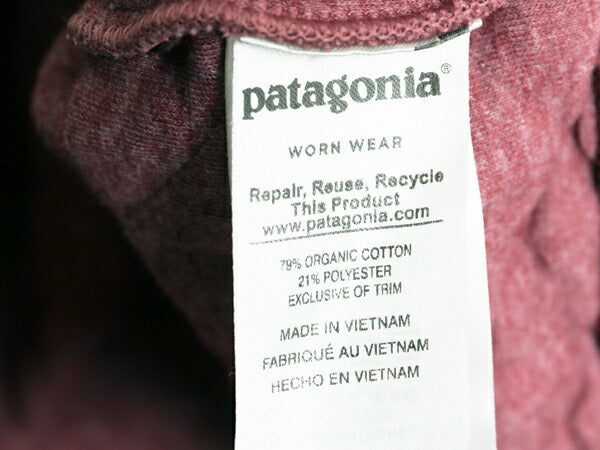 patagonia®
WORN WEAR
Repair, Reuse, Recycle
This Product
www.patagonia.com
79% ORGANIC COTTON
21% POLYESTER
EXCLUSIVE OF TRIM
MADE IN VIETNAM
FABRIQUÉ AU VIETNAM
HECHO EN VIETNAM